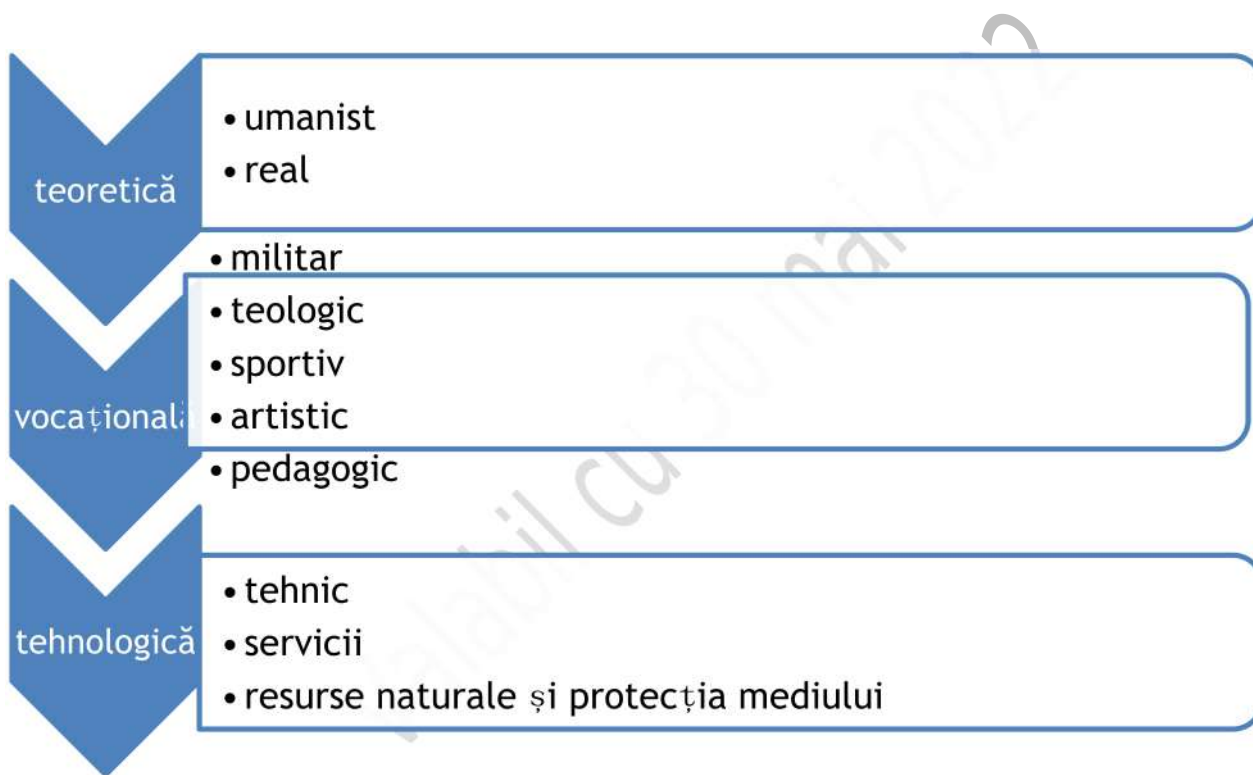 teoretică
• umanist
• real
vocațională
• militar
• teologic
• sportiv
• artistic
• pedagogic
tehnologică
• tehnic
• servicii
• resurse naturale și protecția mediului
Valabil cu 30 mai 2022